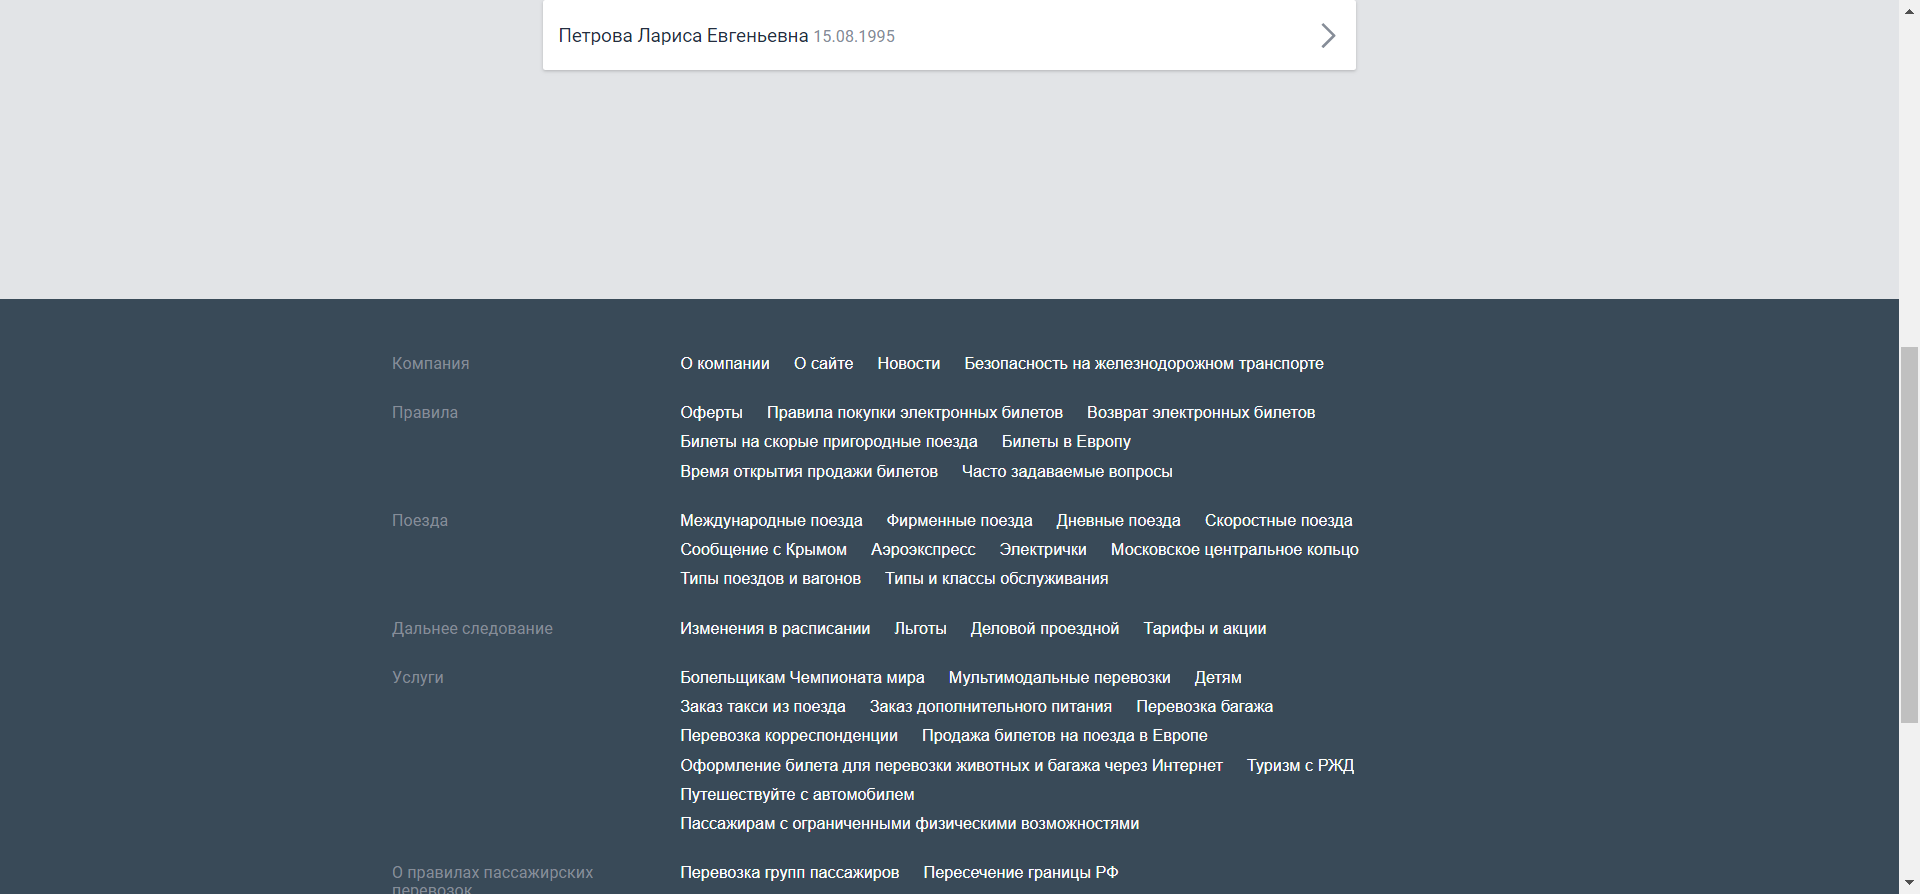 Петрова Лариса Евгеньевна 15.08.1995
Компания
О компании О сайте Новости Безопасность на железнодорожном транспорте
Правила
Оферты Правила покупки электронных билетов Возврат электронных билетов
Билеты на скорые пригородные поезда Билеты в Европу
Время открытия продажи билетов Часто задаваемые вопросы
Поезда
Международные поезда Фирменные поезда Дневные поезда Скоростные поезда
Сообщение с Крымом Аэроэкспресс Электрички Московское центральное кольцо
Типы поездов и вагонов Типы и классы обслуживания
Дальнее следование
Изменения в расписании Льготы Деловой проездной Тарифы и акции
Услуги
Болельщикам Чемпионата мира Мультимодальные перевозки Детям
Заказ такси из поезда Заказ дополнительного питания Перевозка багажа
Перевозка корреспонденции Продажа билетов на поезда в Европе
Оформление билета для перевозки животных и багажа через Интернет Туризм с РЖД
Путешествуйте с автомобилем
Пассажирам с ограниченными физическими возможностями
О правилах пассажирских
перевозок
Перевозка групп пассажиров Пересечение границы РФ